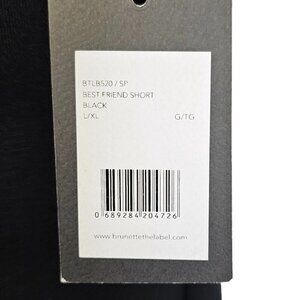 BTLB520 / SP
BEST FRIEND SHORT
BLACK
L/XL G/TG
0 689284 204726
www.brunettethelabel.com